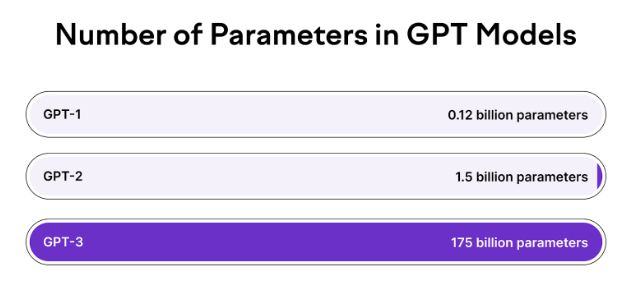 Number of Parameters in GPT Models
GPT-1 0.12 billion parameters
GPT-2 1.5 billion parameters
GPT-3 175 billion parameters